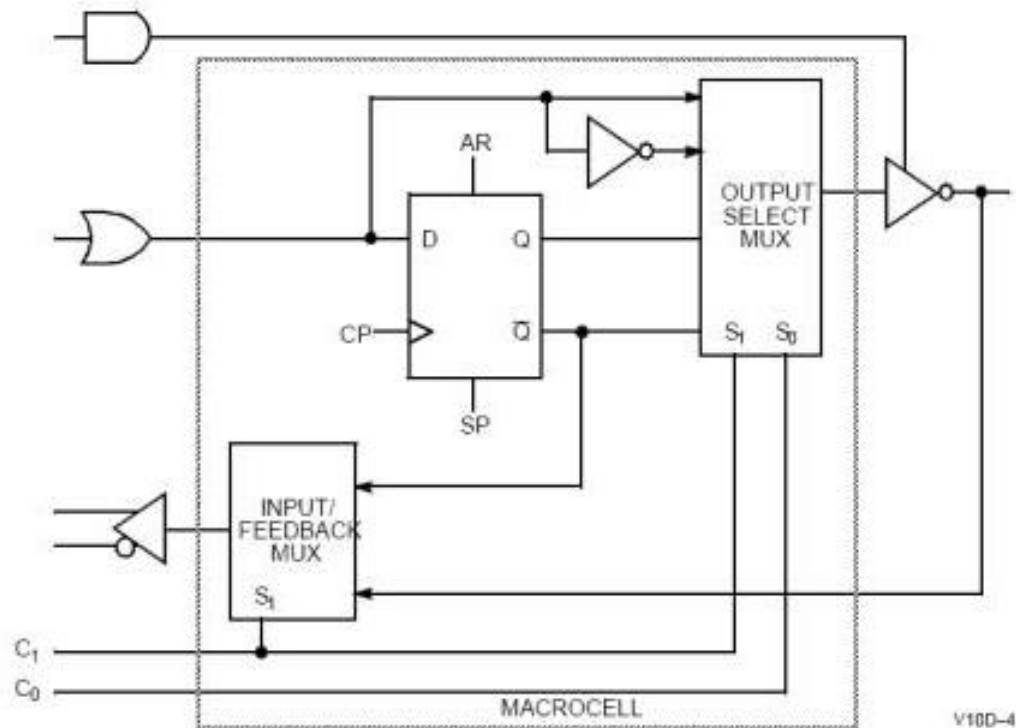 AR
OUTPUT
SELECT
MUX
D
Q
CP
Q̅
S₁
S₀
SP
INPUT/
FEEDBACK
MUX
S₁
C₁
C₀
MACROCELL
V10D–4